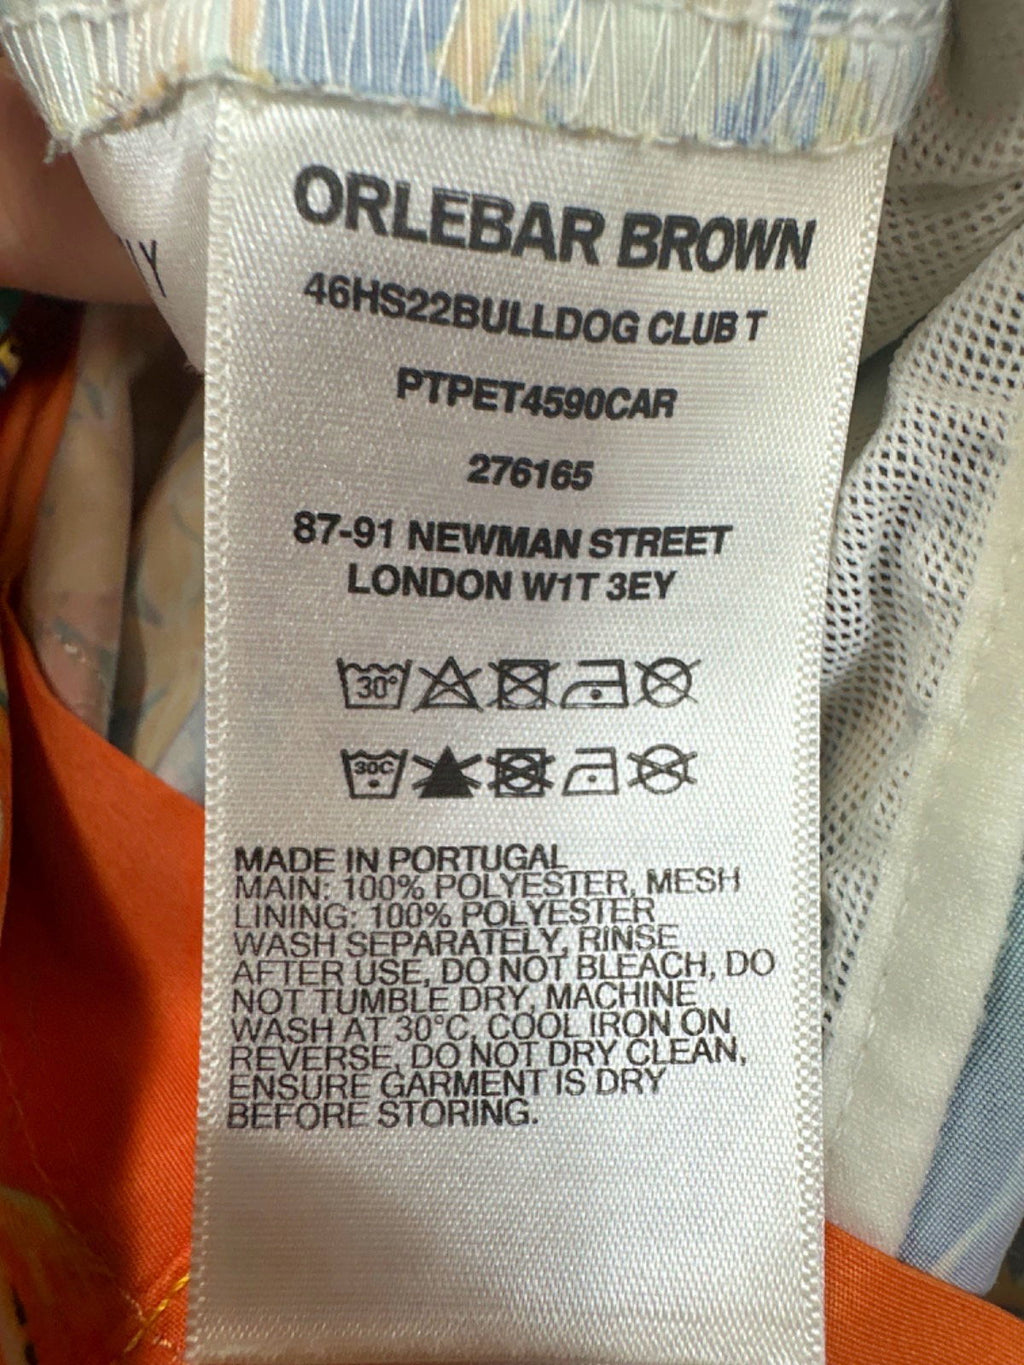 ORLEBAR BROWN
46HS22BULLDOG CLUB T
PTPET4590CAR
276165
87-91 NEWMAN STREET
LONDON W1T 3EY
30°
30C
MADE IN PORTUGAL
MAIN: 100% POLYESTER, MESH
LINING: 100% POLYESTER
WASH SEPARATELY, RINSE
AFTER USE, DO NOT BLEACH, DO
NOT TUMBLE DRY, MACHINE
WASH AT 30°C, COOL IRON ON
REVERSE, DO NOT DRY CLEAN,
ENSURE GARMENT IS DRY
BEFORE STORING.